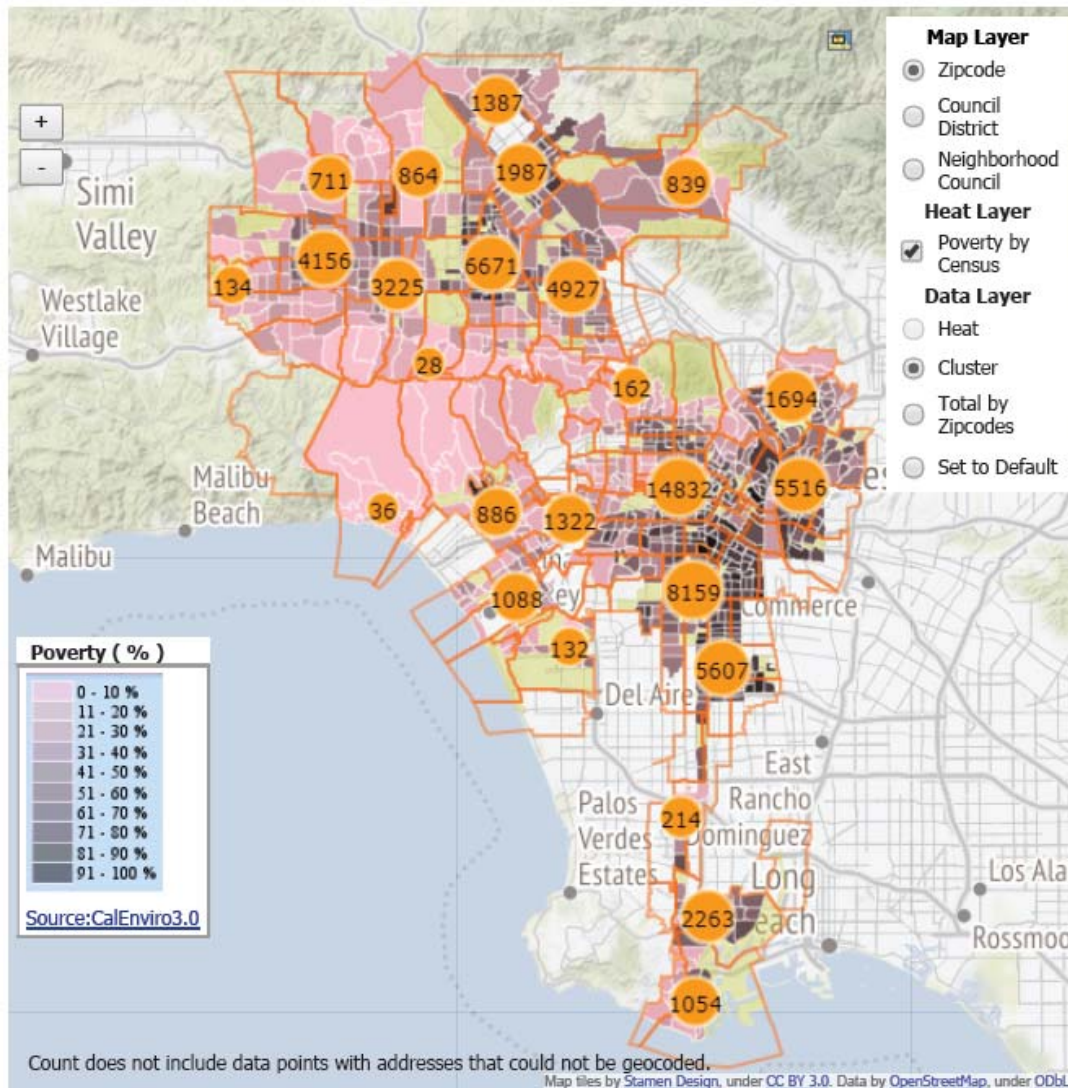 Map Layer
Zipcode
Council
District
Neighborhood
Council
Heat Layer
Poverty by
Census
Data Layer
Heat
Cluster
Total by
Zipcodes
Set to Default
+
-
Simi
Valley
Westlake
Village
Malibu
Beach
Malibu
1387
1987
711
864
839
4156
3225
6671
4927
134
28
162
1694
14832
5516
36
886
1322
8159
1088
132
5607
Commerce
Del Aire
East
Rancho
Dominguez
Palos
Verdes
Estates
214
Long
2263
each
1054
Los Ala
Rossmoo
Poverty ( % )
0 - 10 %
11 - 20 %
21 - 30 %
31 - 40 %
41 - 50 %
51 - 60 %
61 - 70 %
71 - 80 %
81 - 90 %
91 - 100 %
Source:CalEnviro3.0
Count does not include data points with addresses that could not be geocoded.
Map tiles by Stamen Design, under CC BY 3.0. Data by OpenStreetMap, under ODbL